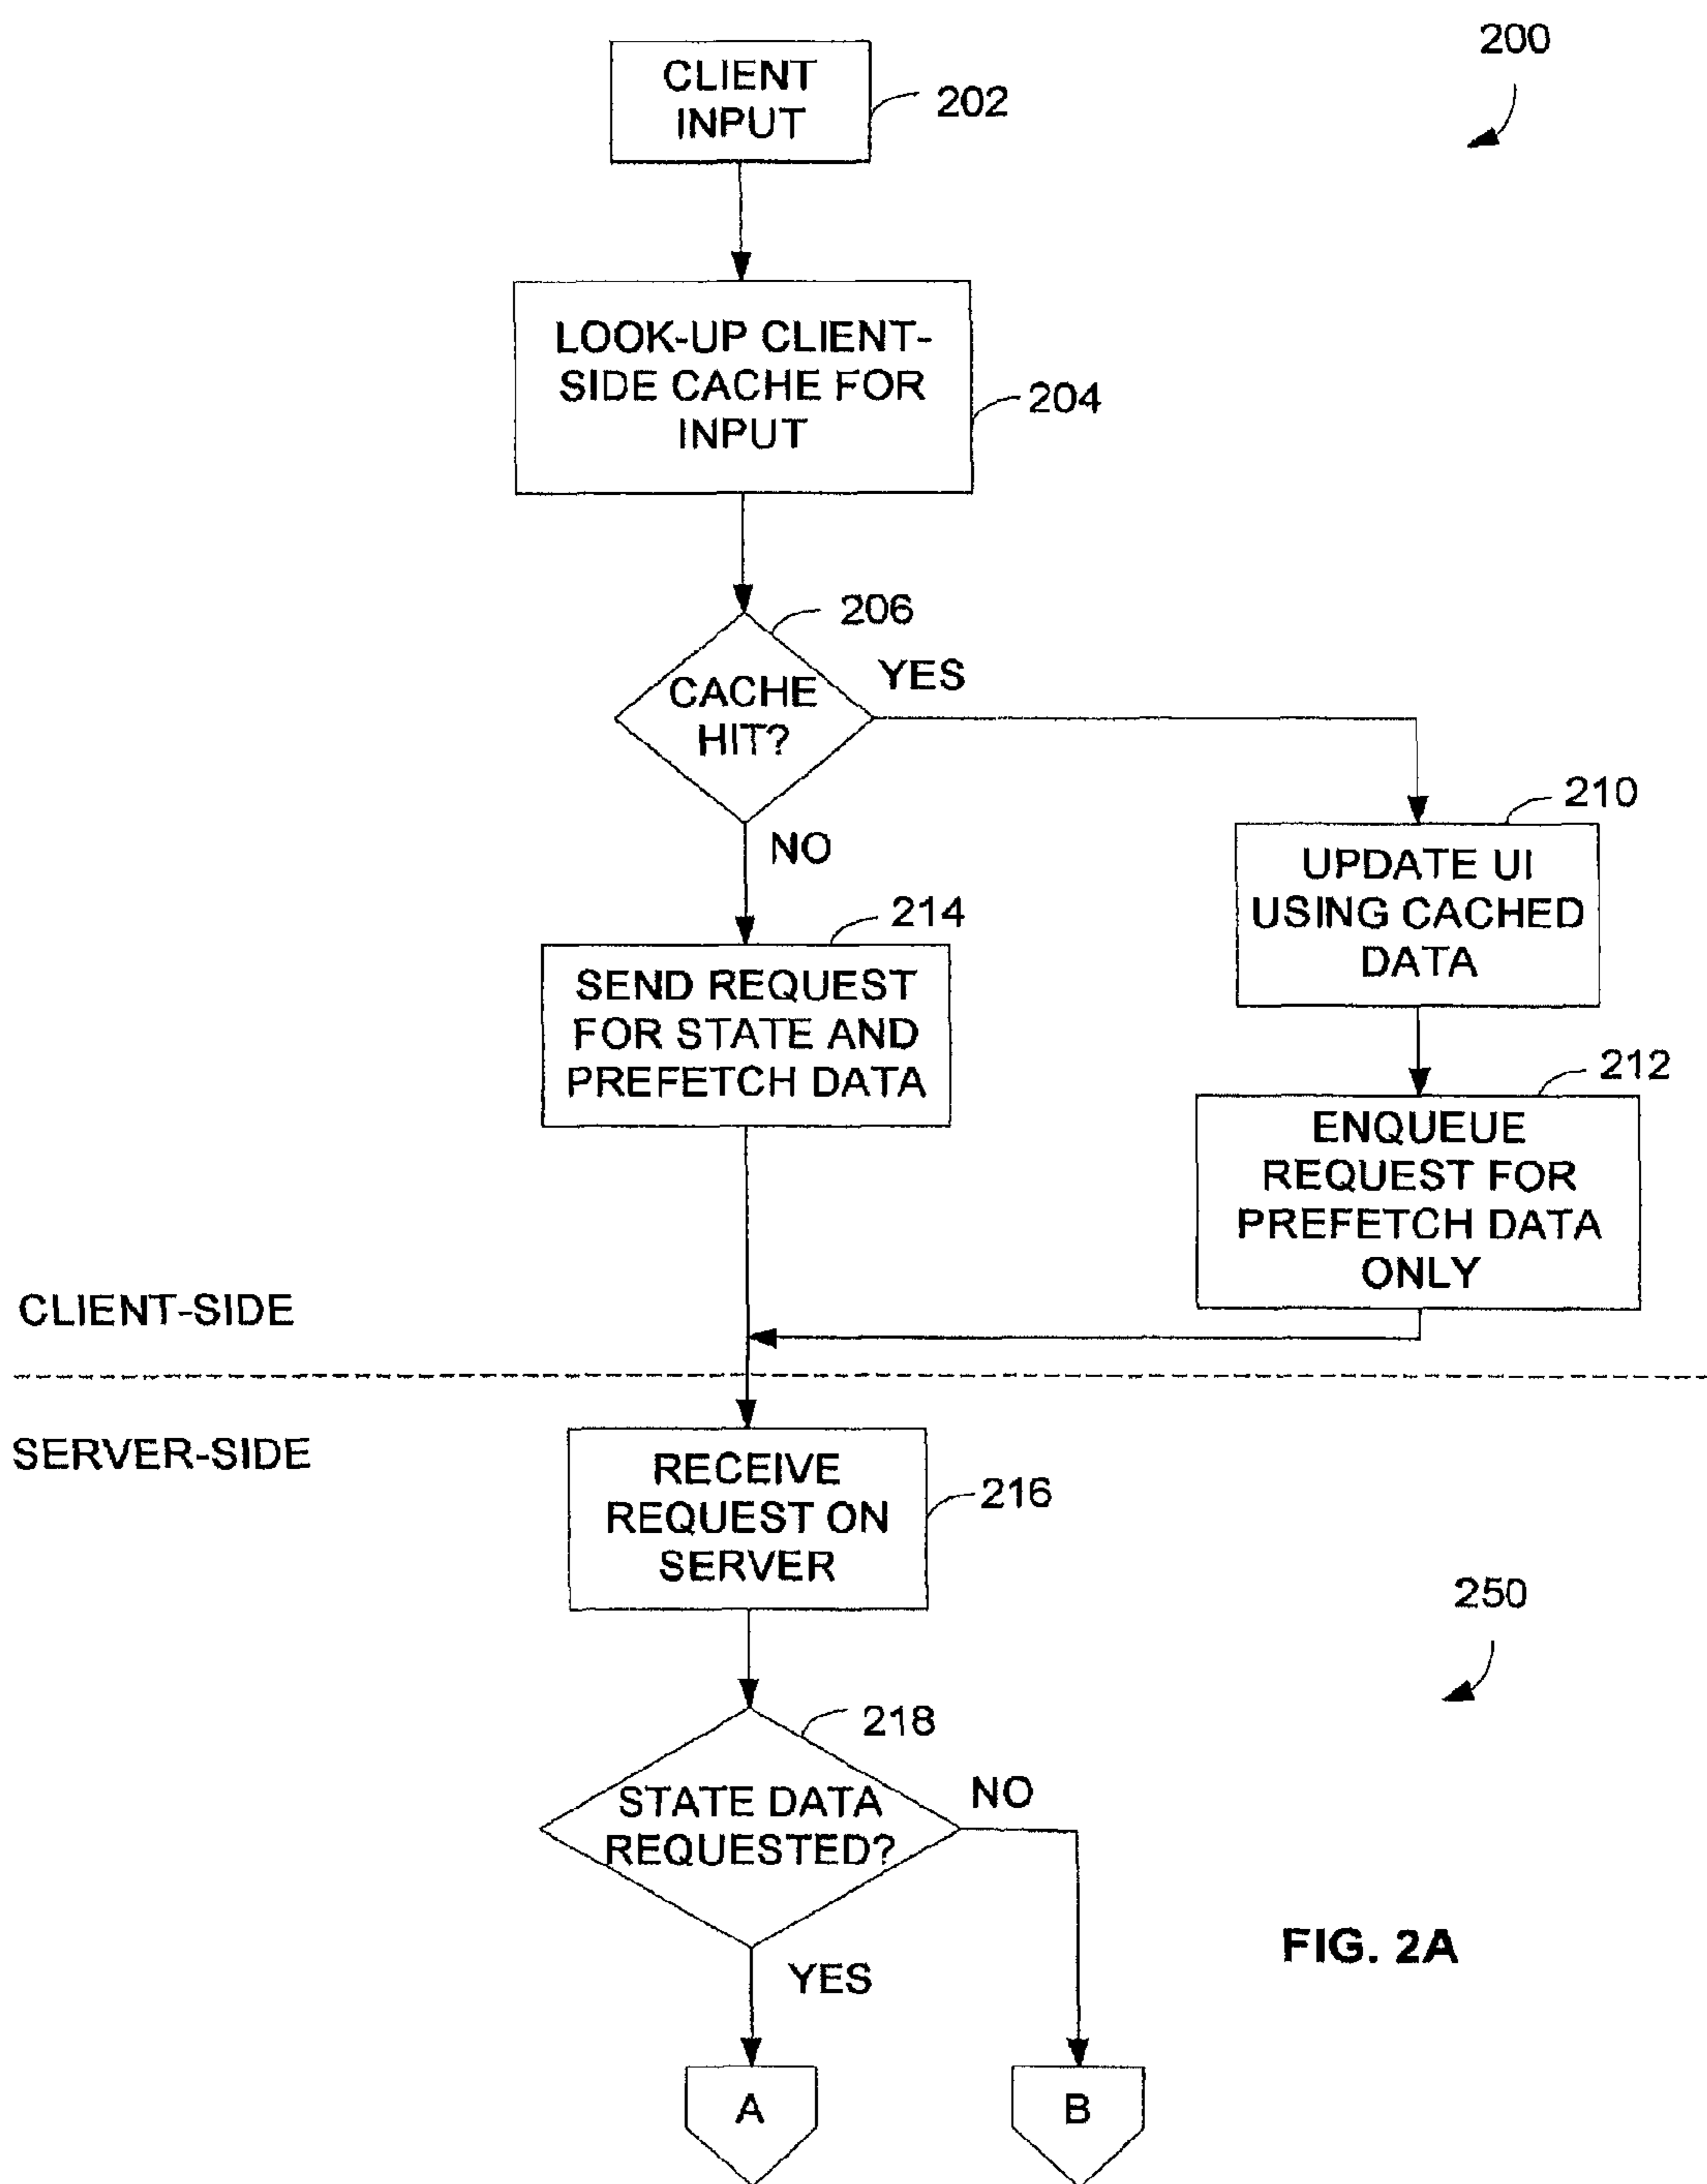 200
CLIENT
INPUT
202
LOOK-UP CLIENT-
SIDE CACHE FOR
INPUT
204
206
CACHE
HIT?
YES
NO
210
UPDATE UI
USING CACHED
DATA
214
SEND REQUEST
FOR STATE AND
PREFETCH DATA
212
ENQUEUE
REQUEST FOR
PREFETCH DATA
ONLY
CLIENT-SIDE
SERVER-SIDE
RECEIVE
REQUEST ON
SERVER
216
250
218
STATE DATA
REQUESTED?
NO
YES
FIG. 2A
A
B